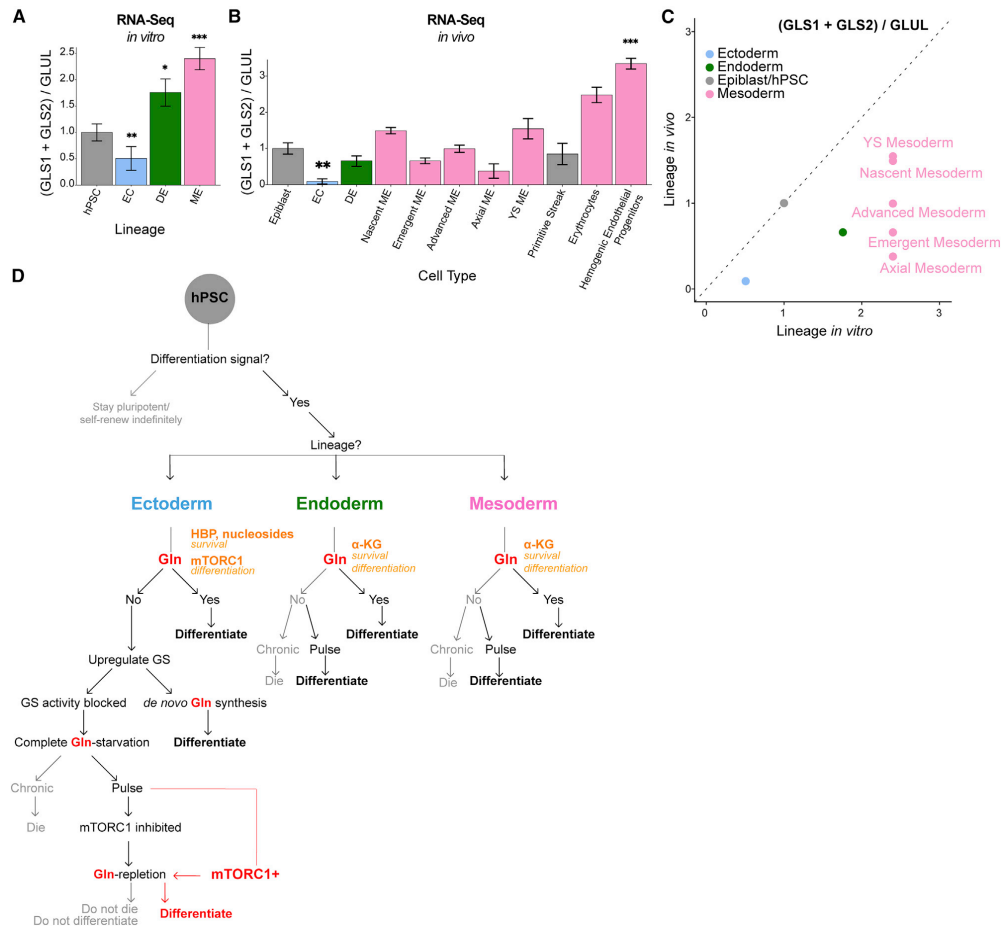 A
RNA-Seq
in vitro
(GLS1 + GLS2) / GLUL
2.5
2.0
1.5
1.0
0.5
0.0
**
*
***
hPSC
EC
DE
ME
Lineage
B
RNA-Seq
in vivo
(GLS1 + GLS2) / GLUL
3
2
1
0
**
***
Epiblast
EC
DE
Nascent ME
Emergent ME
Advanced ME
Axial ME
YS ME
Primitive Streak
Erythrocytes
Hemogenic Endothelial
Progenitors
Cell Type
C
(GLS1 + GLS2) / GLUL
Ectoderm
Endoderm
Epiblast/hPSC
Mesoderm
Lineage in vivo
3
2
1
0
YS Mesoderm
Nascent Mesoderm
Advanced Mesoderm
Emergent Mesoderm
Axial Mesoderm
0
1
2
3
Lineage in vitro
D
hPSC
Differentiation signal?
Stay pluripotent/
self-renew indefinitely
Yes
Lineage?
Ectoderm
Endoderm
Mesoderm
HBP, nucleosides
survival
Gln
mTORC1
differentiation
α-KG
survival
Gln
differentiation
α-KG
survival
Gln
differentiation
No
Yes
Differentiate
No
Yes
Differentiate
No
Yes
Differentiate
Chronic
Pulse
Die
Differentiate
Chronic
Pulse
Die
Differentiate
Upregulate GS
GS activity blocked
de novo Gln synthesis
Complete Gln-starvation
Differentiate
Chronic
Pulse
Die
mTORC1 inhibited
Gln-repletion
mTORC1+
Do not die
Do not differentiate
Differentiate